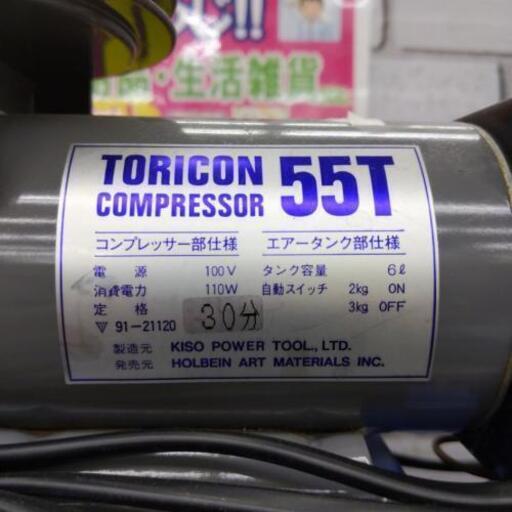 ・生活雑貨
TORICON
COMPRESSOR 55T
コンプレッサー部仕様 エアータンク部仕様
電源 100V タンク容量 6ℓ
消費電力 110W 自動スイッチ 2kg ON
定格 30分 3kg OFF
▽ 91-21120
製造元 KISO POWER TOOL., LTD.
発売元 HOLBEIN ART MATERIALS INC.